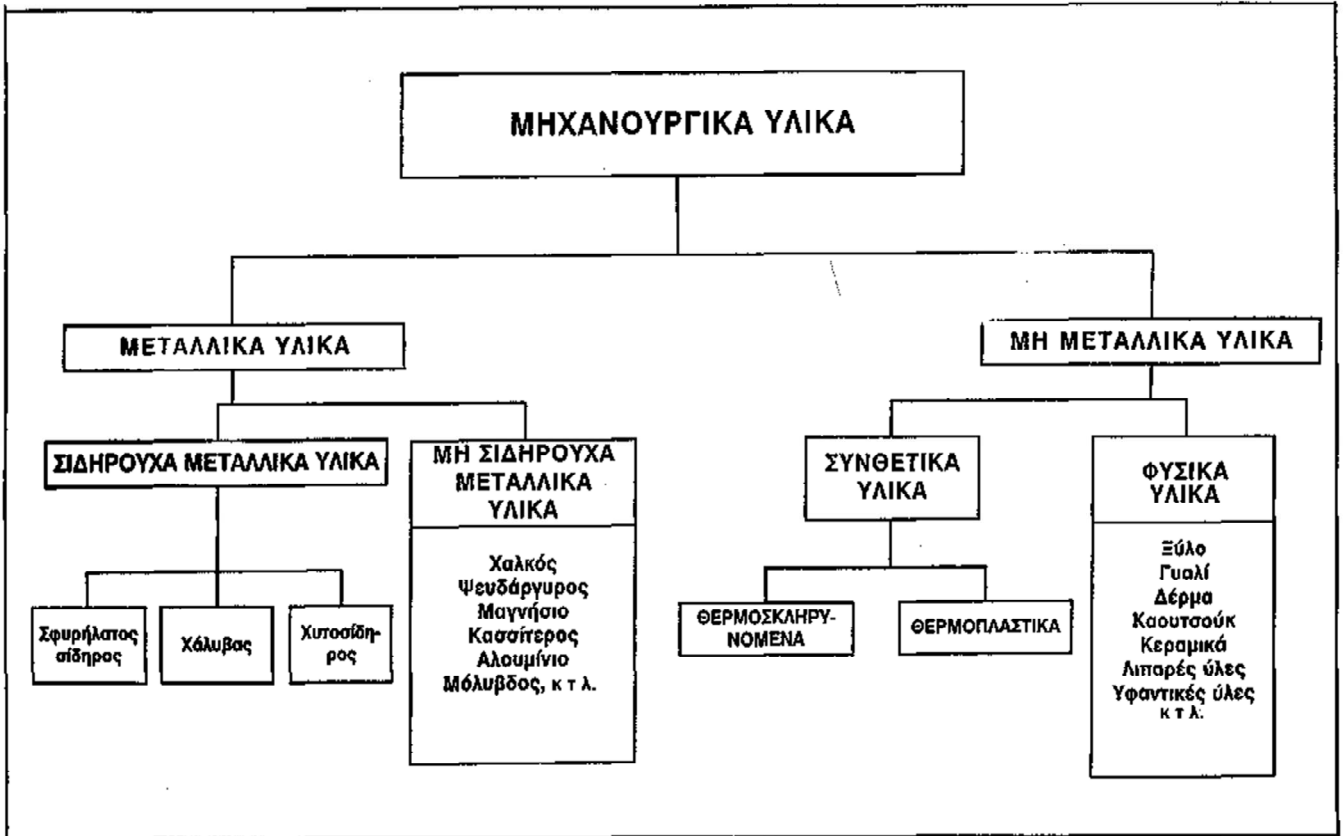 ΜΗΧΑΝΟΥΡΓΙΚΑ ΥΛΙΚΑ
ΜΕΤΑΛΛΙΚΑ ΥΛΙΚΑ
ΜΗ ΜΕΤΑΛΛΙΚΑ ΥΛΙΚΑ
ΣΙΔΗΡΟΥΧΑ ΜΕΤΑΛΛΙΚΑ ΥΛΙΚΑ
ΜΗ ΣΙΔΗΡΟΥΧΑ
ΜΕΤΑΛΛΙΚΑ
ΥΛΙΚΑ
ΣΥΝΘΕΤΙΚΑ
ΥΛΙΚΑ
ΦΥΣΙΚΑ
ΥΛΙΚΑ
Σφυρήλατος
σίδηρος
Χάλυβας
Χυτοσίδη-
ρος
Χαλκός
Ψευδάργυρος
Μαγνήσιο
Κασσίτερος
Αλουμίνιο
Μόλυβδος, κ τ λ.
ΘΕΡΜΟΣΚΛΗΡΥ-
ΝΟΜΕΝΑ
ΘΕΡΜΟΠΛΑΣΤΙΚΑ
Ξύλο
Γυαλί
Δέρμα
Καουτσούκ
Κεραμικά
Λιπαρές ύλες
Υφαντικές ύλες
κ τ λ.